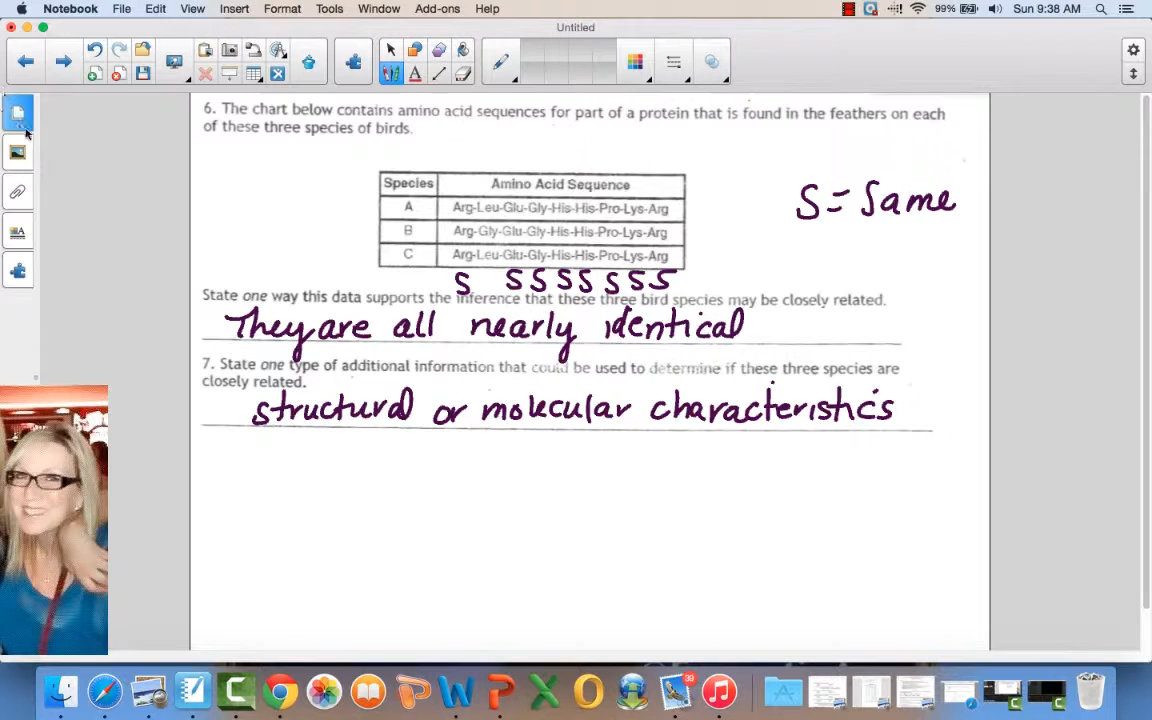 Notebook File Edit View Insert Format Tools Window Add-ons Help 99% Sun 9:38 AM
Untitled
6. The chart below contains amino acid sequences for part of a protein that is found in the feathers on each
of these three species of birds.
Species Amino Acid Sequence
A Arg-Leu-Glu-Gly-His-His-Pro-Lys-Arg
B Arg-Gly-Glu-Gly-His-His-Pro-Lys-Arg
C Arg-Leu-Glu-Gly-His-His-Pro-Lys-Arg
S = Same
S S S S S S S S
State one way this data supports the inference that these three bird species may be closely related.
They are all nearly identical
7. State one type of additional information that could be used to determine if these three species are
closely related.
structural or molecular characteristics
39